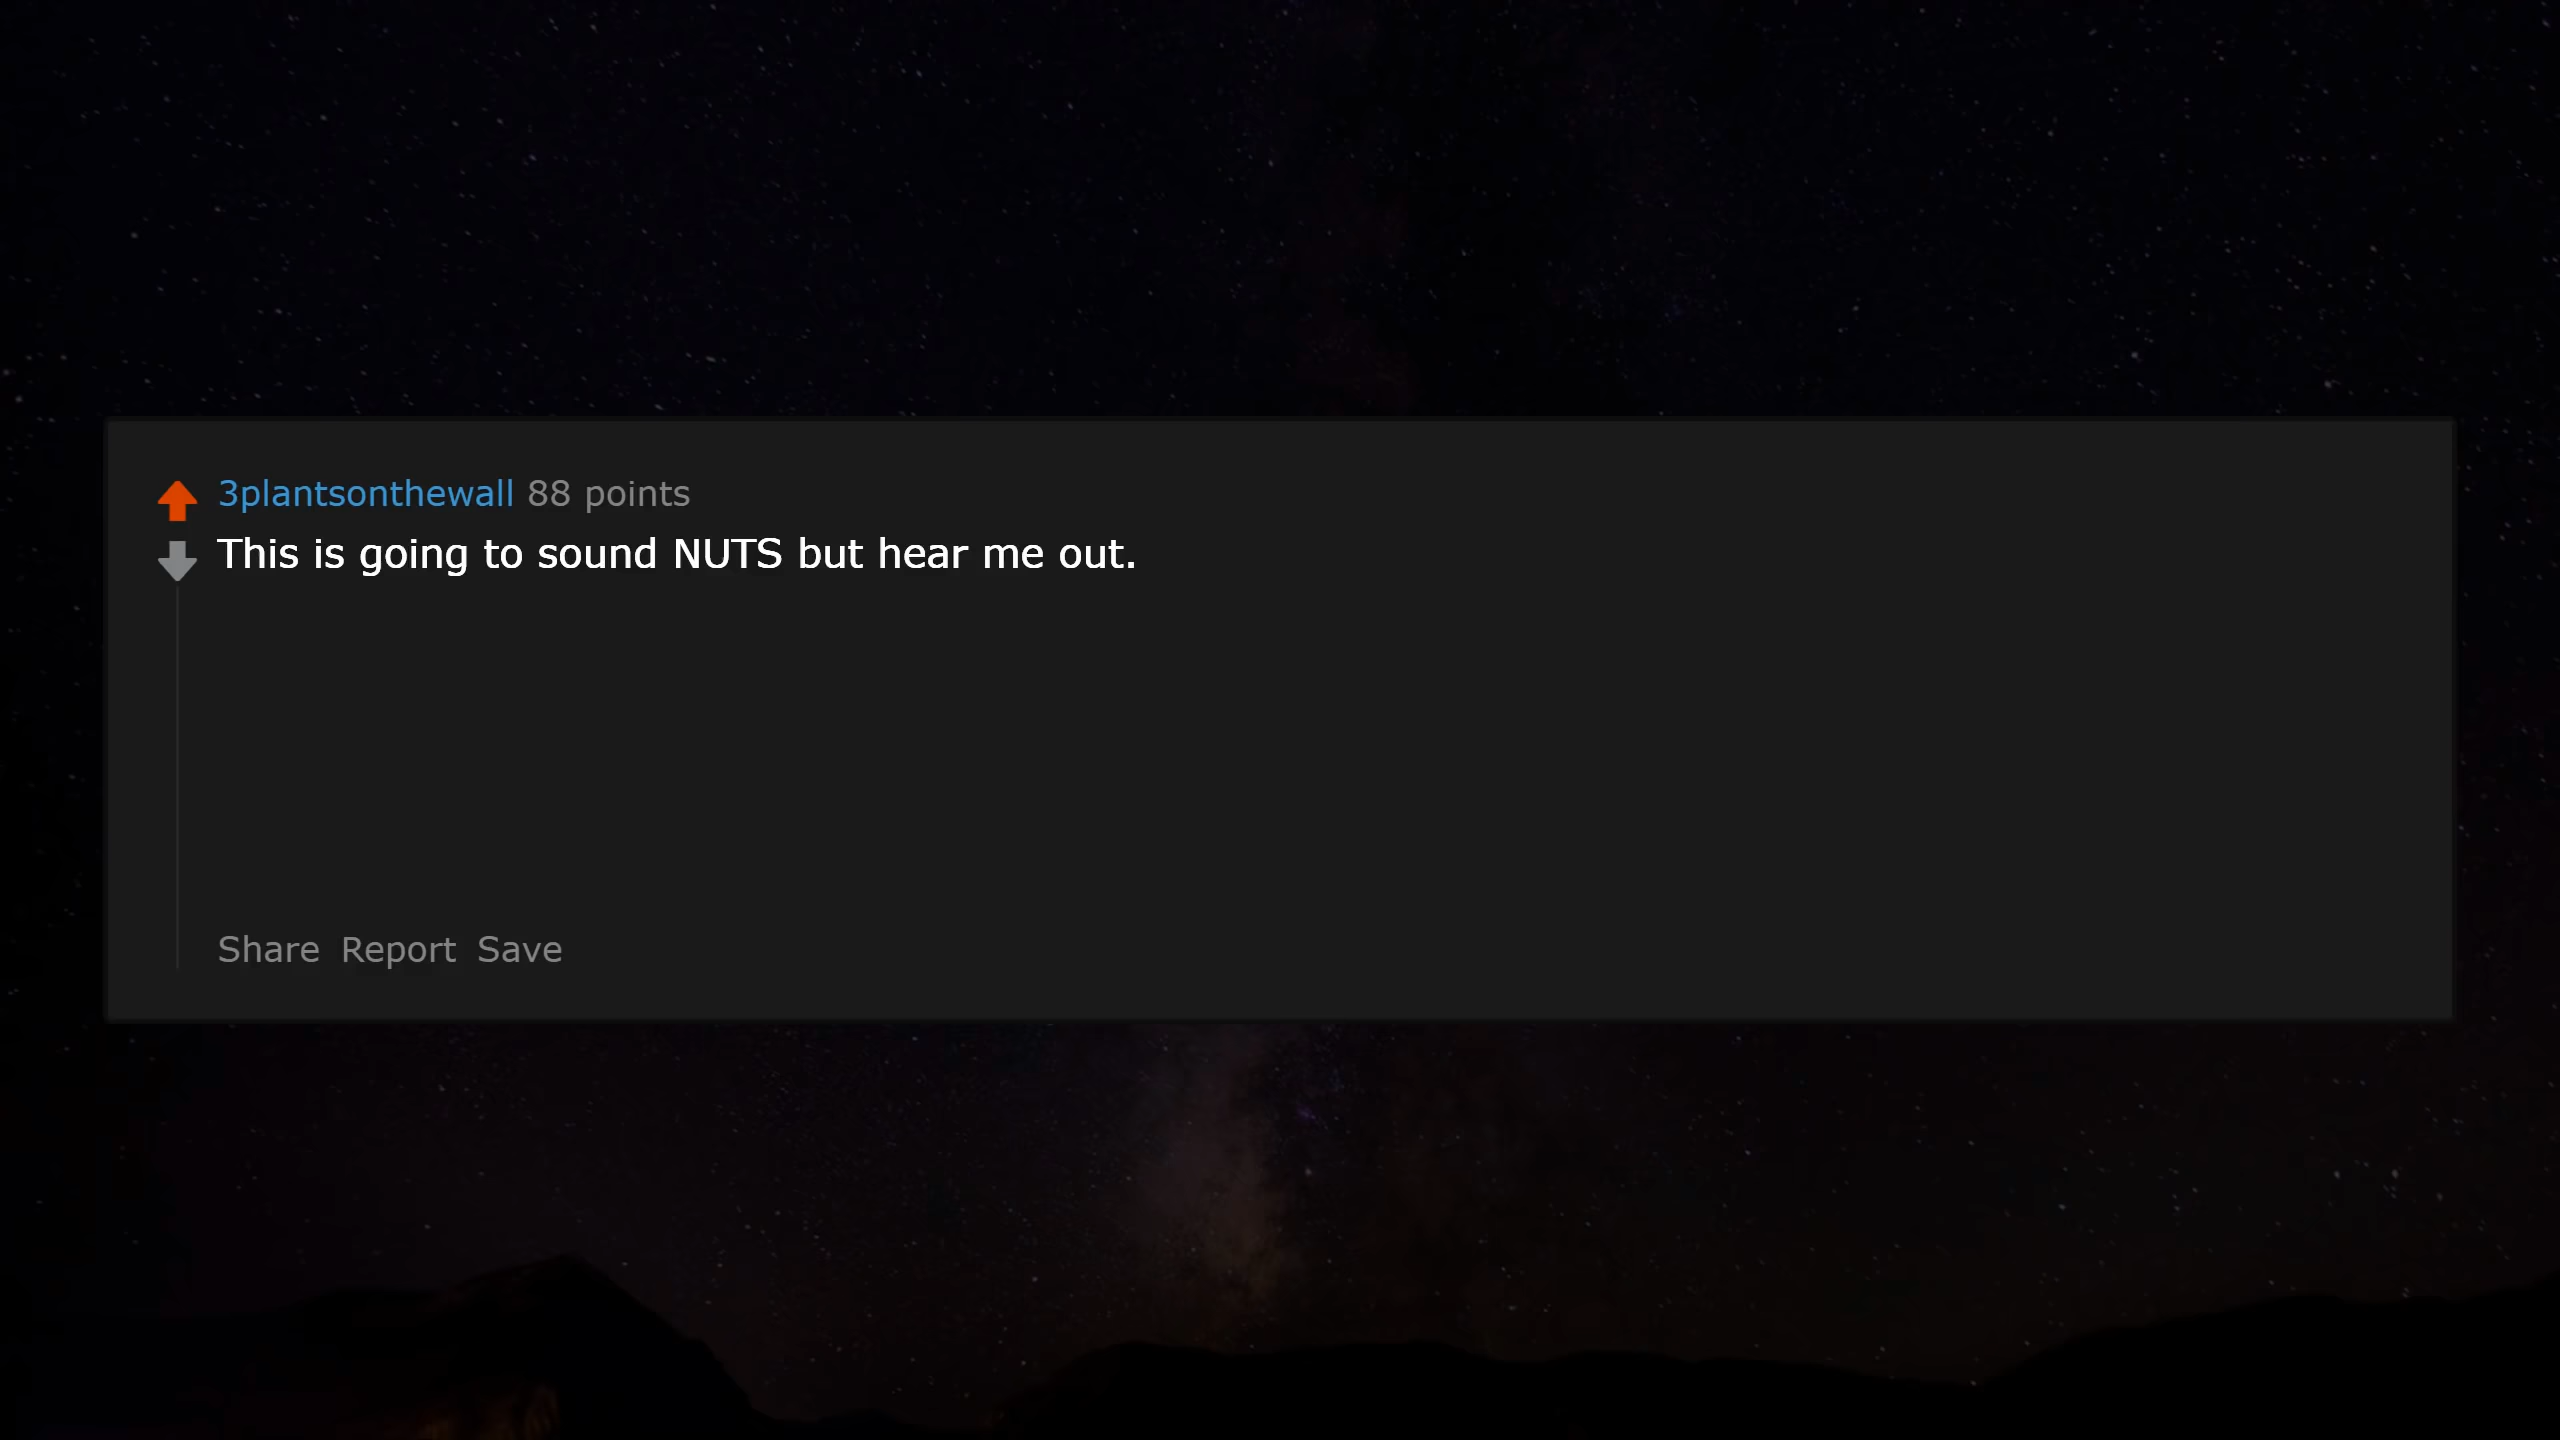 3plantsonthewall 88 points
This is going to sound NUTS but hear me out.
Share Report Save